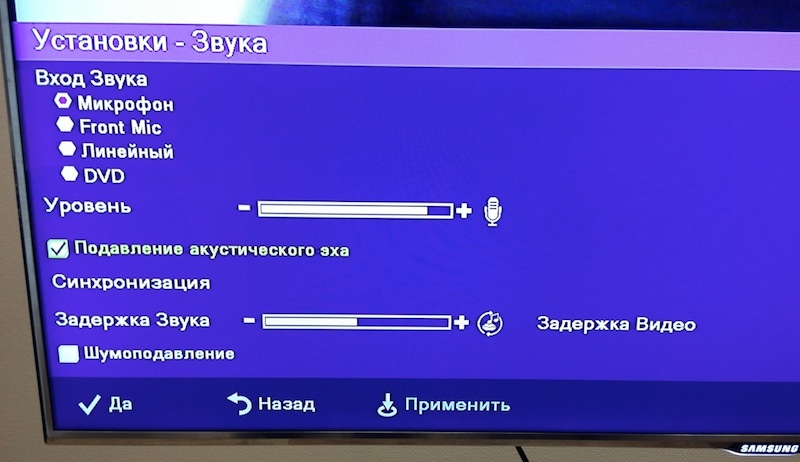 Установки - Звука
Вход Звука
Микрофон
Front Mic
Линейный
DVD
Уровень - +
Подавление акустического эха
Синхронизация
Задержка Звука - + Задержка Видео
Шумоподавление
Да Назад Применить
SAMSUNG